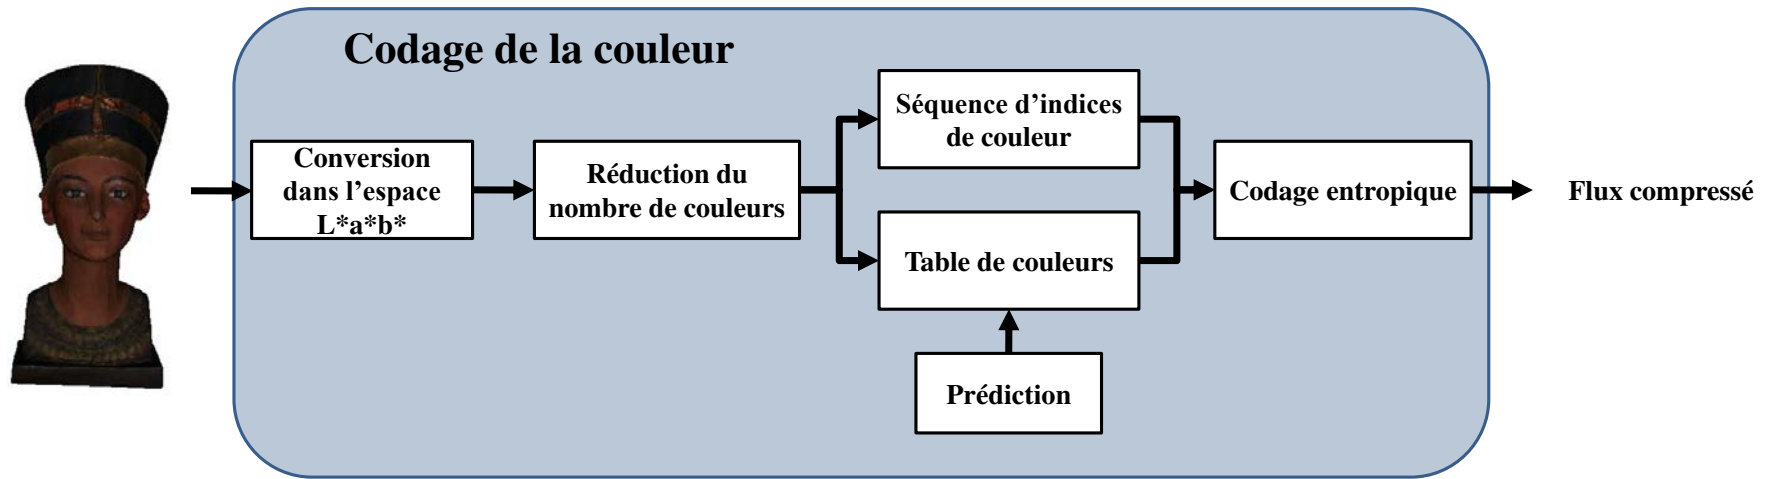 Codage de la couleur
Conversion
dans l’espace
L*a*b*
Réduction du
nombre de couleurs
Séquence d’indices
de couleur
Table de couleurs
Prédiction
Codage entropique
Flux compressé